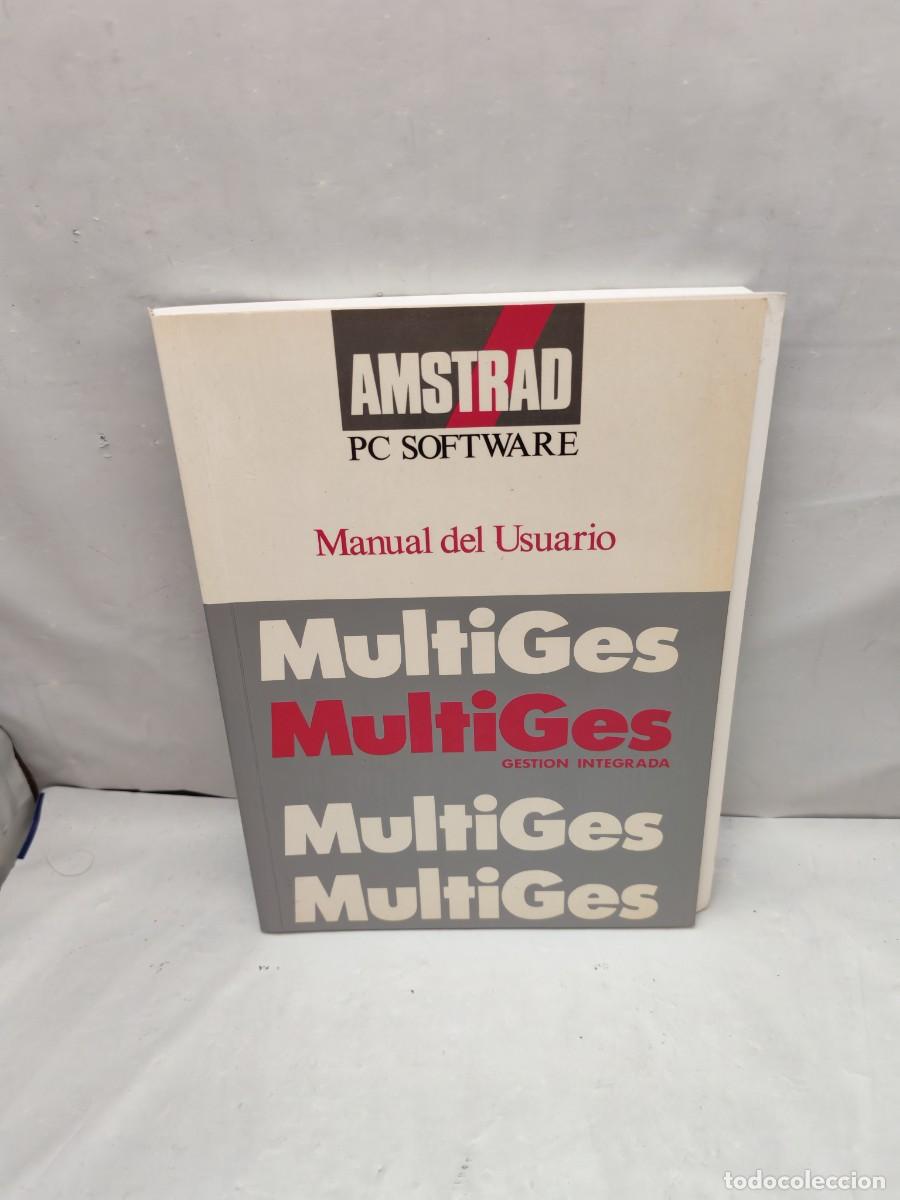 AMSTRAD
PC SOFTWARE
Manual del Usuario
MultiGes
MultiGes
GESTION INTEGRADA
MultiGes
MultiGes
todocoleccion